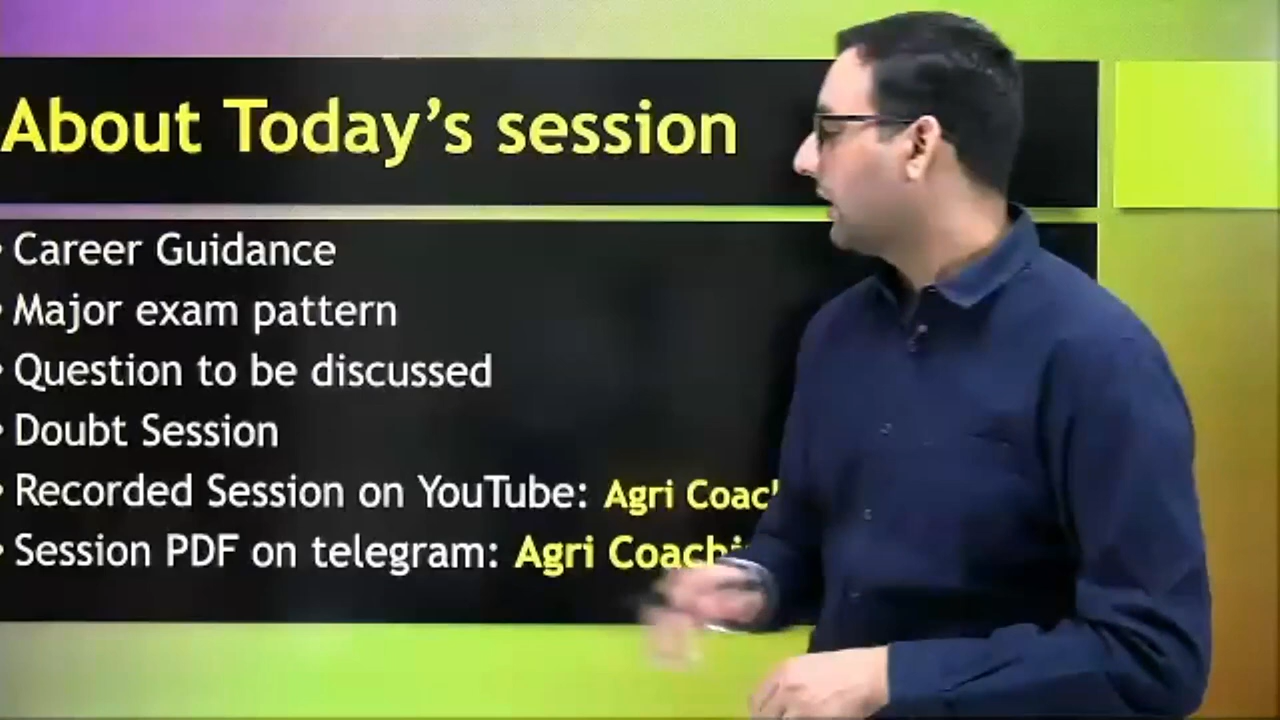 About Today's session
• Career Guidance
• Major exam pattern
• Question to be discussed
• Doubt Session
• Recorded Session on YouTube: Agri
• Session PDF on telegram: Agri